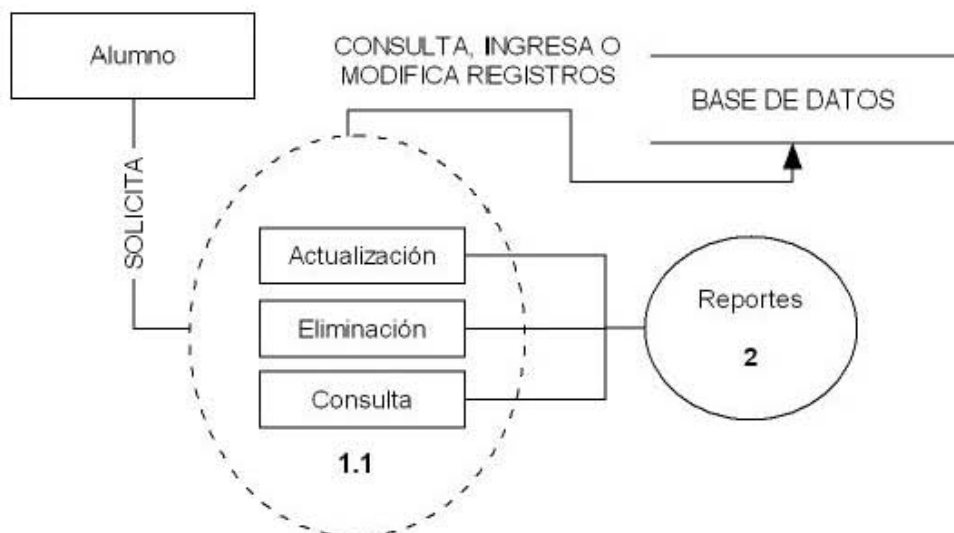 Alumno
CONSULTA, INGRESA O
MODIFICA REGISTROS
BASE DE DATOS
SOLICITA
Actualización
Eliminación
Consulta
1.1
Reportes
2